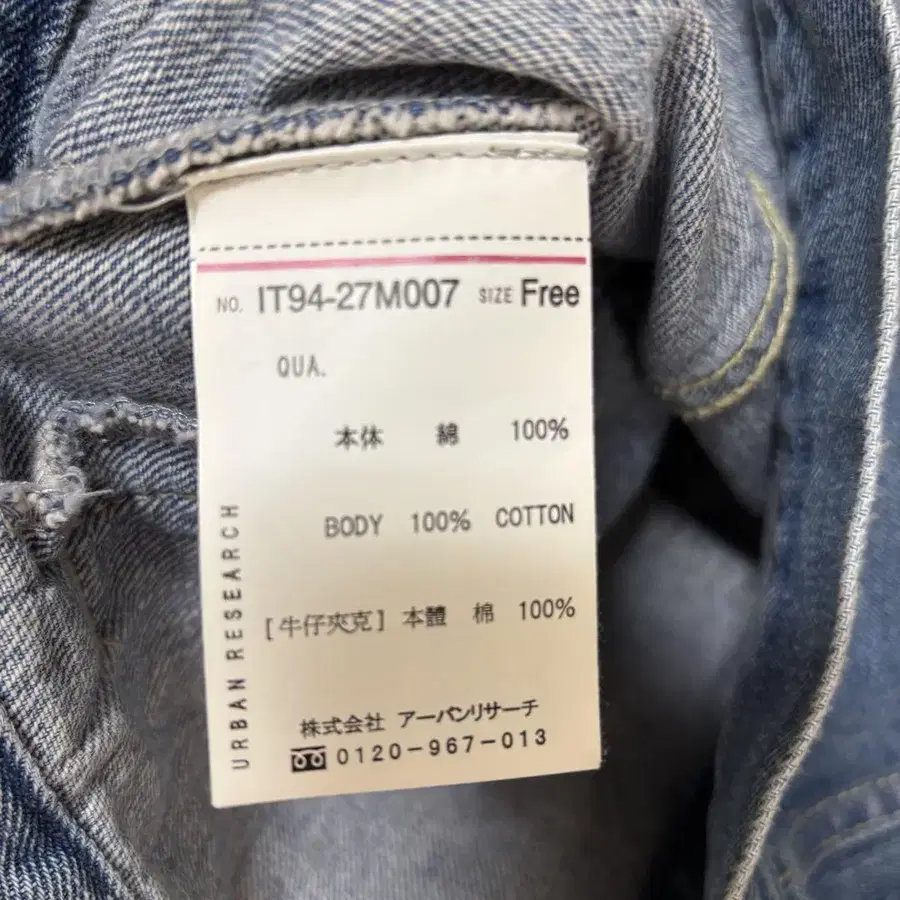 NO. IT94-27M007 SIZE Free
QUA.
本体 綿 100%
BODY 100% COTTON
[牛仔夾克] 本體 棉 100%
URBAN RESEARCH
株式会社 アーバンリサーチ
0120-967-013